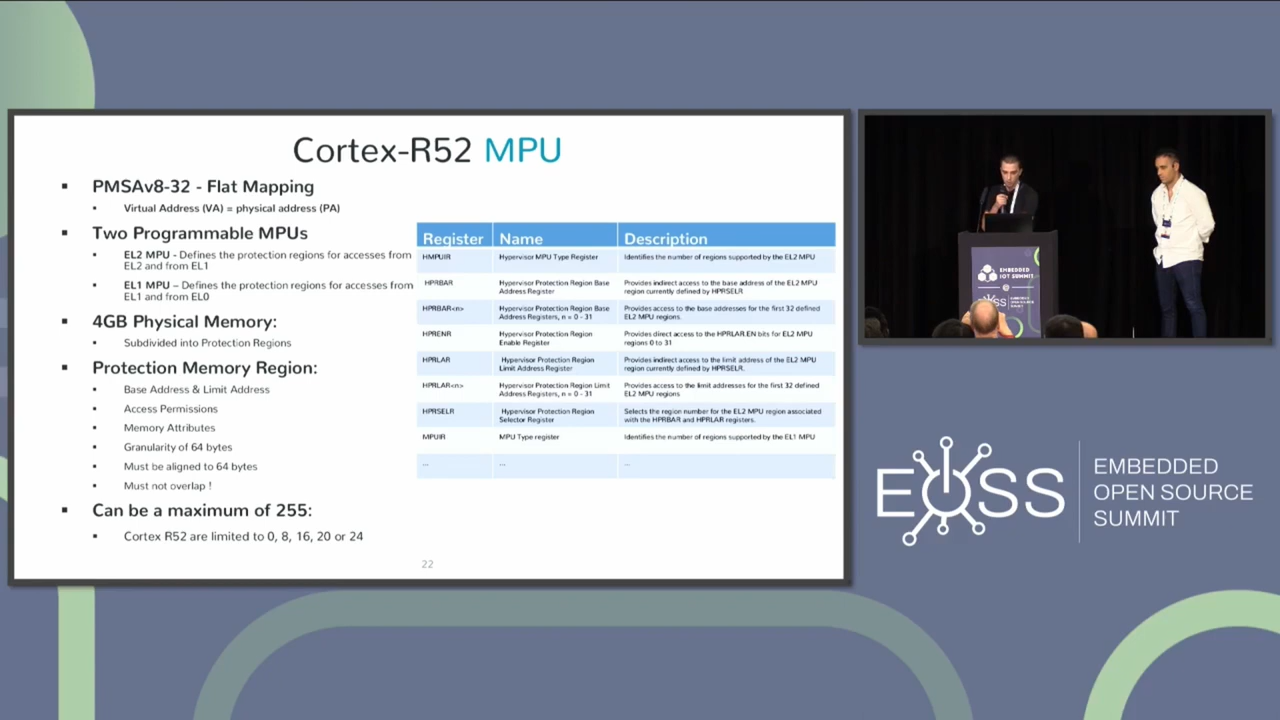 Cortex-R52 MPU
PMSAv8-32 - Flat Mapping
Virtual Address (VA) = physical address (PA)
Two Programmable MPUs
EL2 MPU - Defines the protection regions for accesses from
EL2 and from EL1
EL1 MPU – Defines the protection regions for accesses from
EL1 and from EL0
4GB Physical Memory:
Subdivided into Protection Regions
Protection Memory Region:
Base Address & Limit Address
Access Permissions
Memory Attributes
Granularity of 64 bytes
Must be aligned to 64 bytes
Must not overlap !
Can be a maximum of 255:
Cortex R52 are limited to 0, 8, 16, 20 or 24
Register Name Description
HMPUIR Hypervisor MPU Type Register Identifies the number of regions supported by the EL2 MPU
HPRBAR Hypervisor Protection Region Base Provides indirect access to the base address of the EL2 MPU
Address Register region currently defined by HPRSELR
HPRBAR<n> Hypervisor Protection Region Base Provides access to the base addresses for the first 32 defined
Address Registers, n = 0 - 31 EL2 MPU regions.
HPRENR Hypervisor Protection Region Provides direct access to the HPRLAR.EN bits for EL2 MPU
Enable Register regions 0 to 31
HPRLAR Hypervisor Protection Region Provides indirect access to the limit address of the EL2 MPU
Limit Address Register region currently defined by HPRSELR.
HPRLAR<n> Hypervisor Protection Region Limit Provides access to the limit addresses for the first 32 defined
Address Registers, n = 0 - 31 EL2 MPU regions
HPRSELR Hypervisor Protection Region Selects the region number for the EL2 MPU region associated
Selector Register with the HPRBAR and HPRLAR registers.
MPUIR MPU Type register Identifies the number of regions supported by the EL1 MPU
... ... ...
22
EMBEDDED
IOT SUMMIT
EOSS
EMBEDDED
OPEN SOURCE
SUMMIT
EOSS
EMBEDDED
OPEN SOURCE
SUMMIT